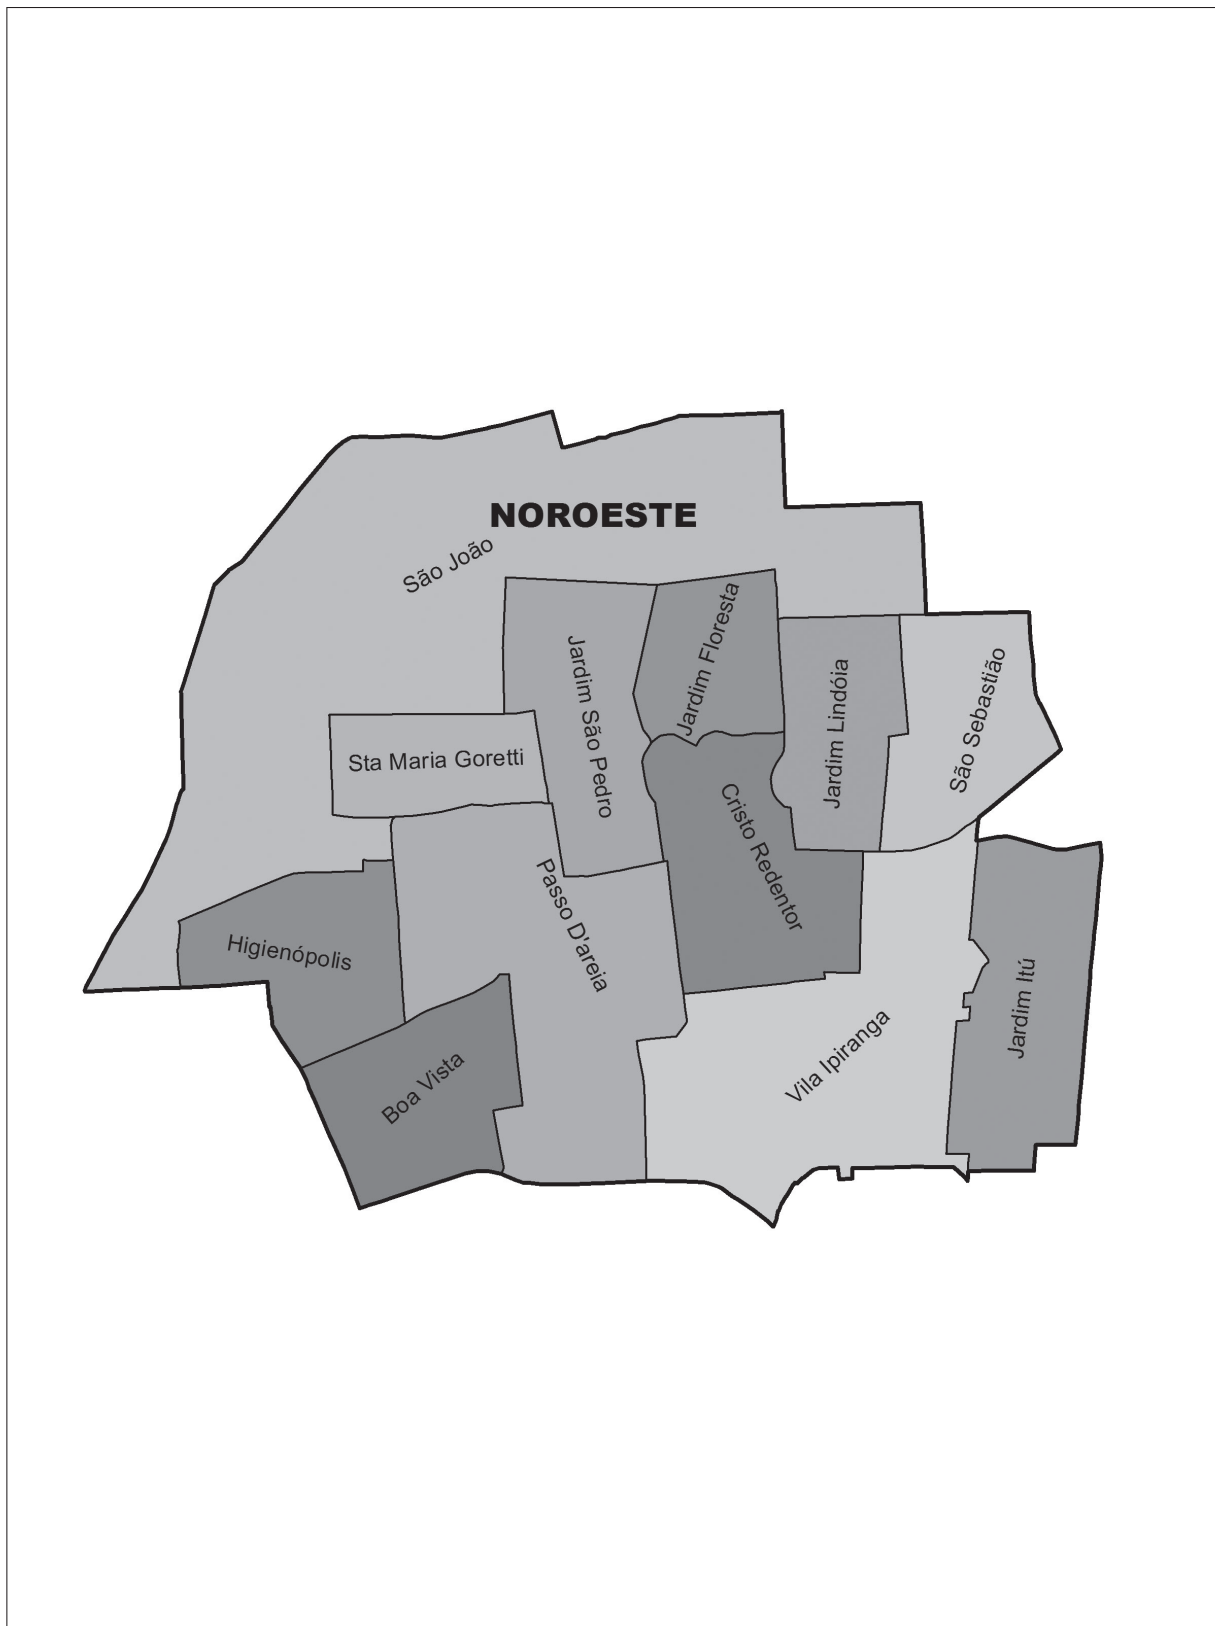 NOROESTE
São João
Jardim São Pedro
Jardim Floresta
Jardim Lindóia
São Sebastião
Sta Maria Goretti
Cristo Redentor
Passo D'areia
Higienópolis
Jardim Itú
Vila Ipiranga
Boa Vista